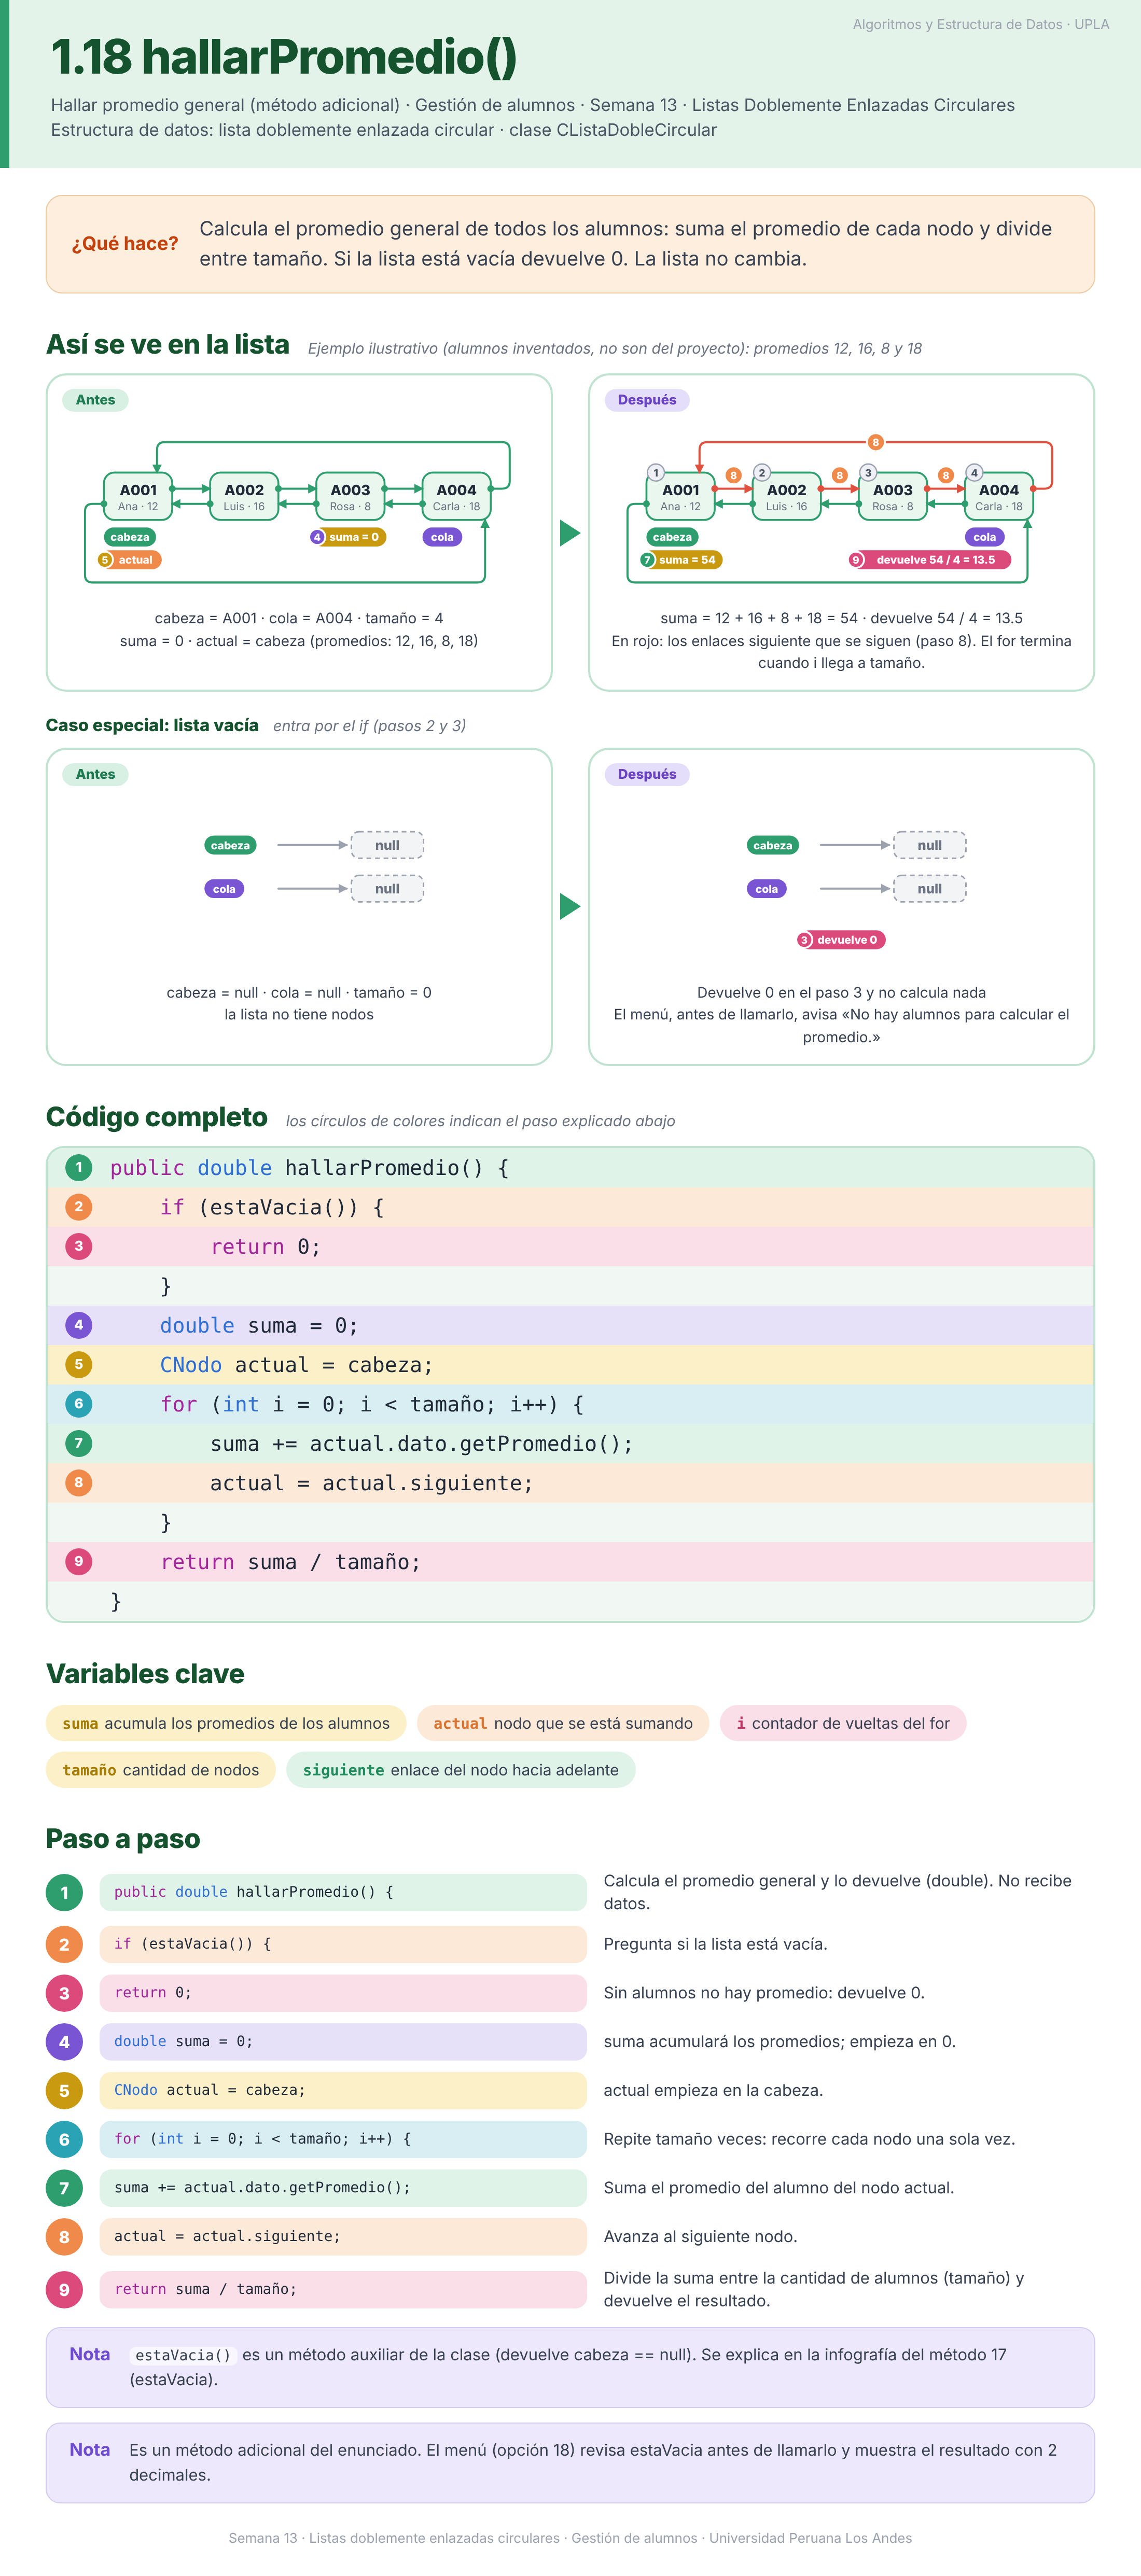 Algoritmos y Estructura de Datos · UPLA
1.18 hallarPromedio()
Hallar promedio general (método adicional) · Gestión de alumnos · Semana 13 · Listas Doblemente Enlazadas Circulares
Estructura de datos: lista doblemente enlazada circular · clase CListaDobleCircular
¿Qué hace?
Calcula el promedio general de todos los alumnos: suma el promedio de cada nodo y divide
entre tamaño. Si la lista está vacía devuelve 0. La lista no cambia.
Así se ve en la lista
Ejemplo ilustrativo (alumnos inventados, no son del proyecto): promedios 12, 16, 8 y 18
Antes
A001
Ana · 12
A002
Luis · 16
A003
Rosa · 8
A004
Carla · 18
cabeza
4 suma = 0
cola
5 actual
cabeza = A001 · cola = A004 · tamaño = 4
suma = 0 · actual = cabeza (promedios: 12, 16, 8, 18)
Después
8
1
8
2
8
3
8
4
A001
Ana · 12
A002
Luis · 16
A003
Rosa · 8
A004
Carla · 18
cabeza
cola
7 suma = 54
9 devuelve 54 / 4 = 13.5
suma = 12 + 16 + 8 + 18 = 54 · devuelve 54 / 4 = 13.5
En rojo: los enlaces siguiente que se siguen (paso 8). El for termina
cuando i llega a tamaño.
Caso especial: lista vacía
entra por el if (pasos 2 y 3)
Antes
cabeza
null
cola
null
cabeza = null · cola = null · tamaño = 0
la lista no tiene nodos
Después
cabeza
null
cola
null
3 devuelve 0
Devuelve 0 en el paso 3 y no calcula nada
El menú, antes de llamarlo, avisa «No hay alumnos para calcular el
promedio.»
Código completo
los círculos de colores indican el paso explicado abajo
1 public double hallarPromedio() {
2 if (estaVacia()) {
3 return 0;
}
4 double suma = 0;
5 CNodo actual = cabeza;
6 for (int i = 0; i < tamaño; i++) {
7 suma += actual.dato.getPromedio();
8 actual = actual.siguiente;
}
9 return suma / tamaño;
}
Variables clave
suma acumula los promedios de los alumnos
actual nodo que se está sumando
i contador de vueltas del for
tamaño cantidad de nodos
siguiente enlace del nodo hacia adelante
Paso a paso
1 public double hallarPromedio() {
Calcula el promedio general y lo devuelve (double). No recibe
datos.
2 if (estaVacia()) {
Pregunta si la lista está vacía.
3 return 0;
Sin alumnos no hay promedio: devuelve 0.
4 double suma = 0;
suma acumulará los promedios; empieza en 0.
5 CNodo actual = cabeza;
actual empieza en la cabeza.
6 for (int i = 0; i < tamaño; i++) {
Repite tamaño veces: recorre cada nodo una sola vez.
7 suma += actual.dato.getPromedio();
Suma el promedio del alumno del nodo actual.
8 actual = actual.siguiente;
Avanza al siguiente nodo.
9 return suma / tamaño;
Divide la suma entre la cantidad de alumnos (tamaño) y
devuelve el resultado.
Nota
estaVacia() es un método auxiliar de la clase (devuelve cabeza == null). Se explica en la infografía del método 17
(estaVacia).
Nota
Es un método adicional del enunciado. El menú (opción 18) revisa estaVacia antes de llamarlo y muestra el resultado con 2
decimales.
Semana 13 · Listas doblemente enlazadas circulares · Gestión de alumnos · Universidad Peruana Los Andes